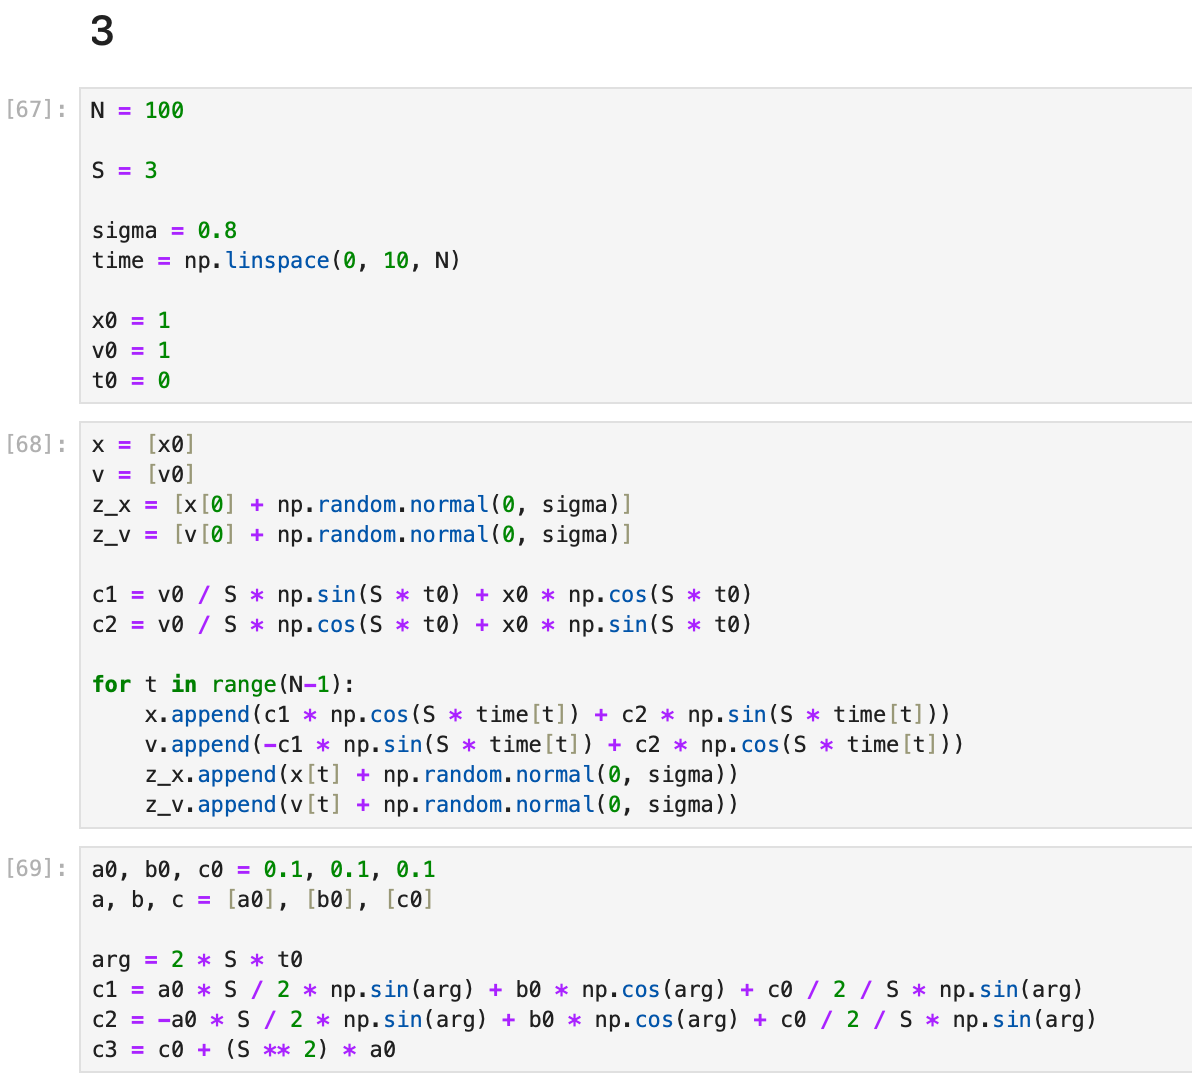 3
[67]:
N = 100
S = 3
sigma = 0.8
time = np.linspace(0, 10, N)
x0 = 1
v0 = 1
t0 = 0
[68]:
x = [x0]
v = [v0]
z_x = [x[0] + np.random.normal(0, sigma)]
z_v = [v[0] + np.random.normal(0, sigma)]
c1 = v0 / S * np.sin(S * t0) + x0 * np.cos(S * t0)
c2 = v0 / S * np.cos(S * t0) + x0 * np.sin(S * t0)
for t in range(N-1):
    x.append(c1 * np.cos(S * time[t]) + c2 * np.sin(S * time[t]))
    v.append(-c1 * np.sin(S * time[t]) + c2 * np.cos(S * time[t]))
    z_x.append(x[t] + np.random.normal(0, sigma))
    z_v.append(v[t] + np.random.normal(0, sigma))
[69]:
a0, b0, c0 = 0.1, 0.1, 0.1
a, b, c = [a0], [b0], [c0]
arg = 2 * S * t0
c1 = a0 * S / 2 * np.sin(arg) + b0 * np.cos(arg) + c0 / 2 / S * np.sin(arg)
c2 = -a0 * S / 2 * np.sin(arg) + b0 * np.cos(arg) + c0 / 2 / S * np.sin(arg)
c3 = c0 + (S ** 2) * a0